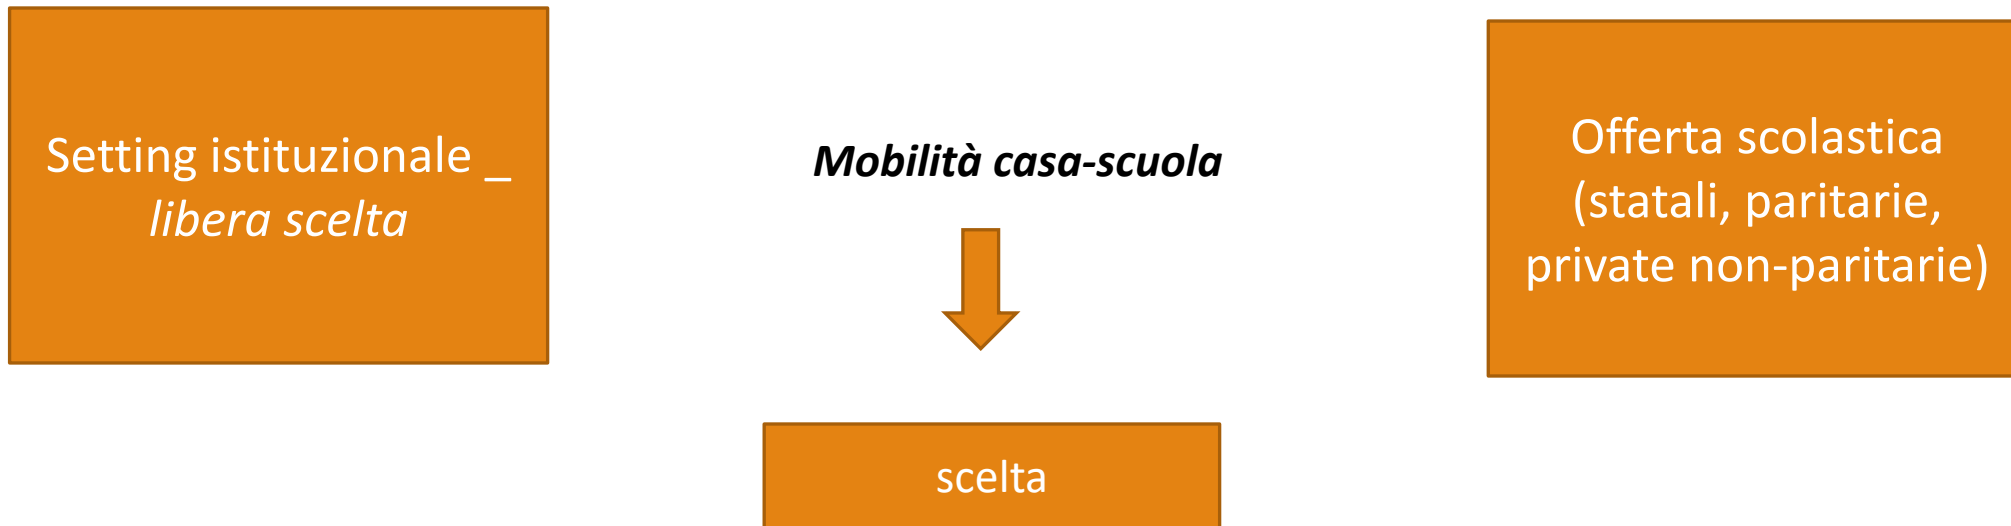 Setting istituzionale _
libera scelta
Mobilità casa-scuola
Offerta scolastica
(statali, paritarie,
private non-paritarie)
scelta